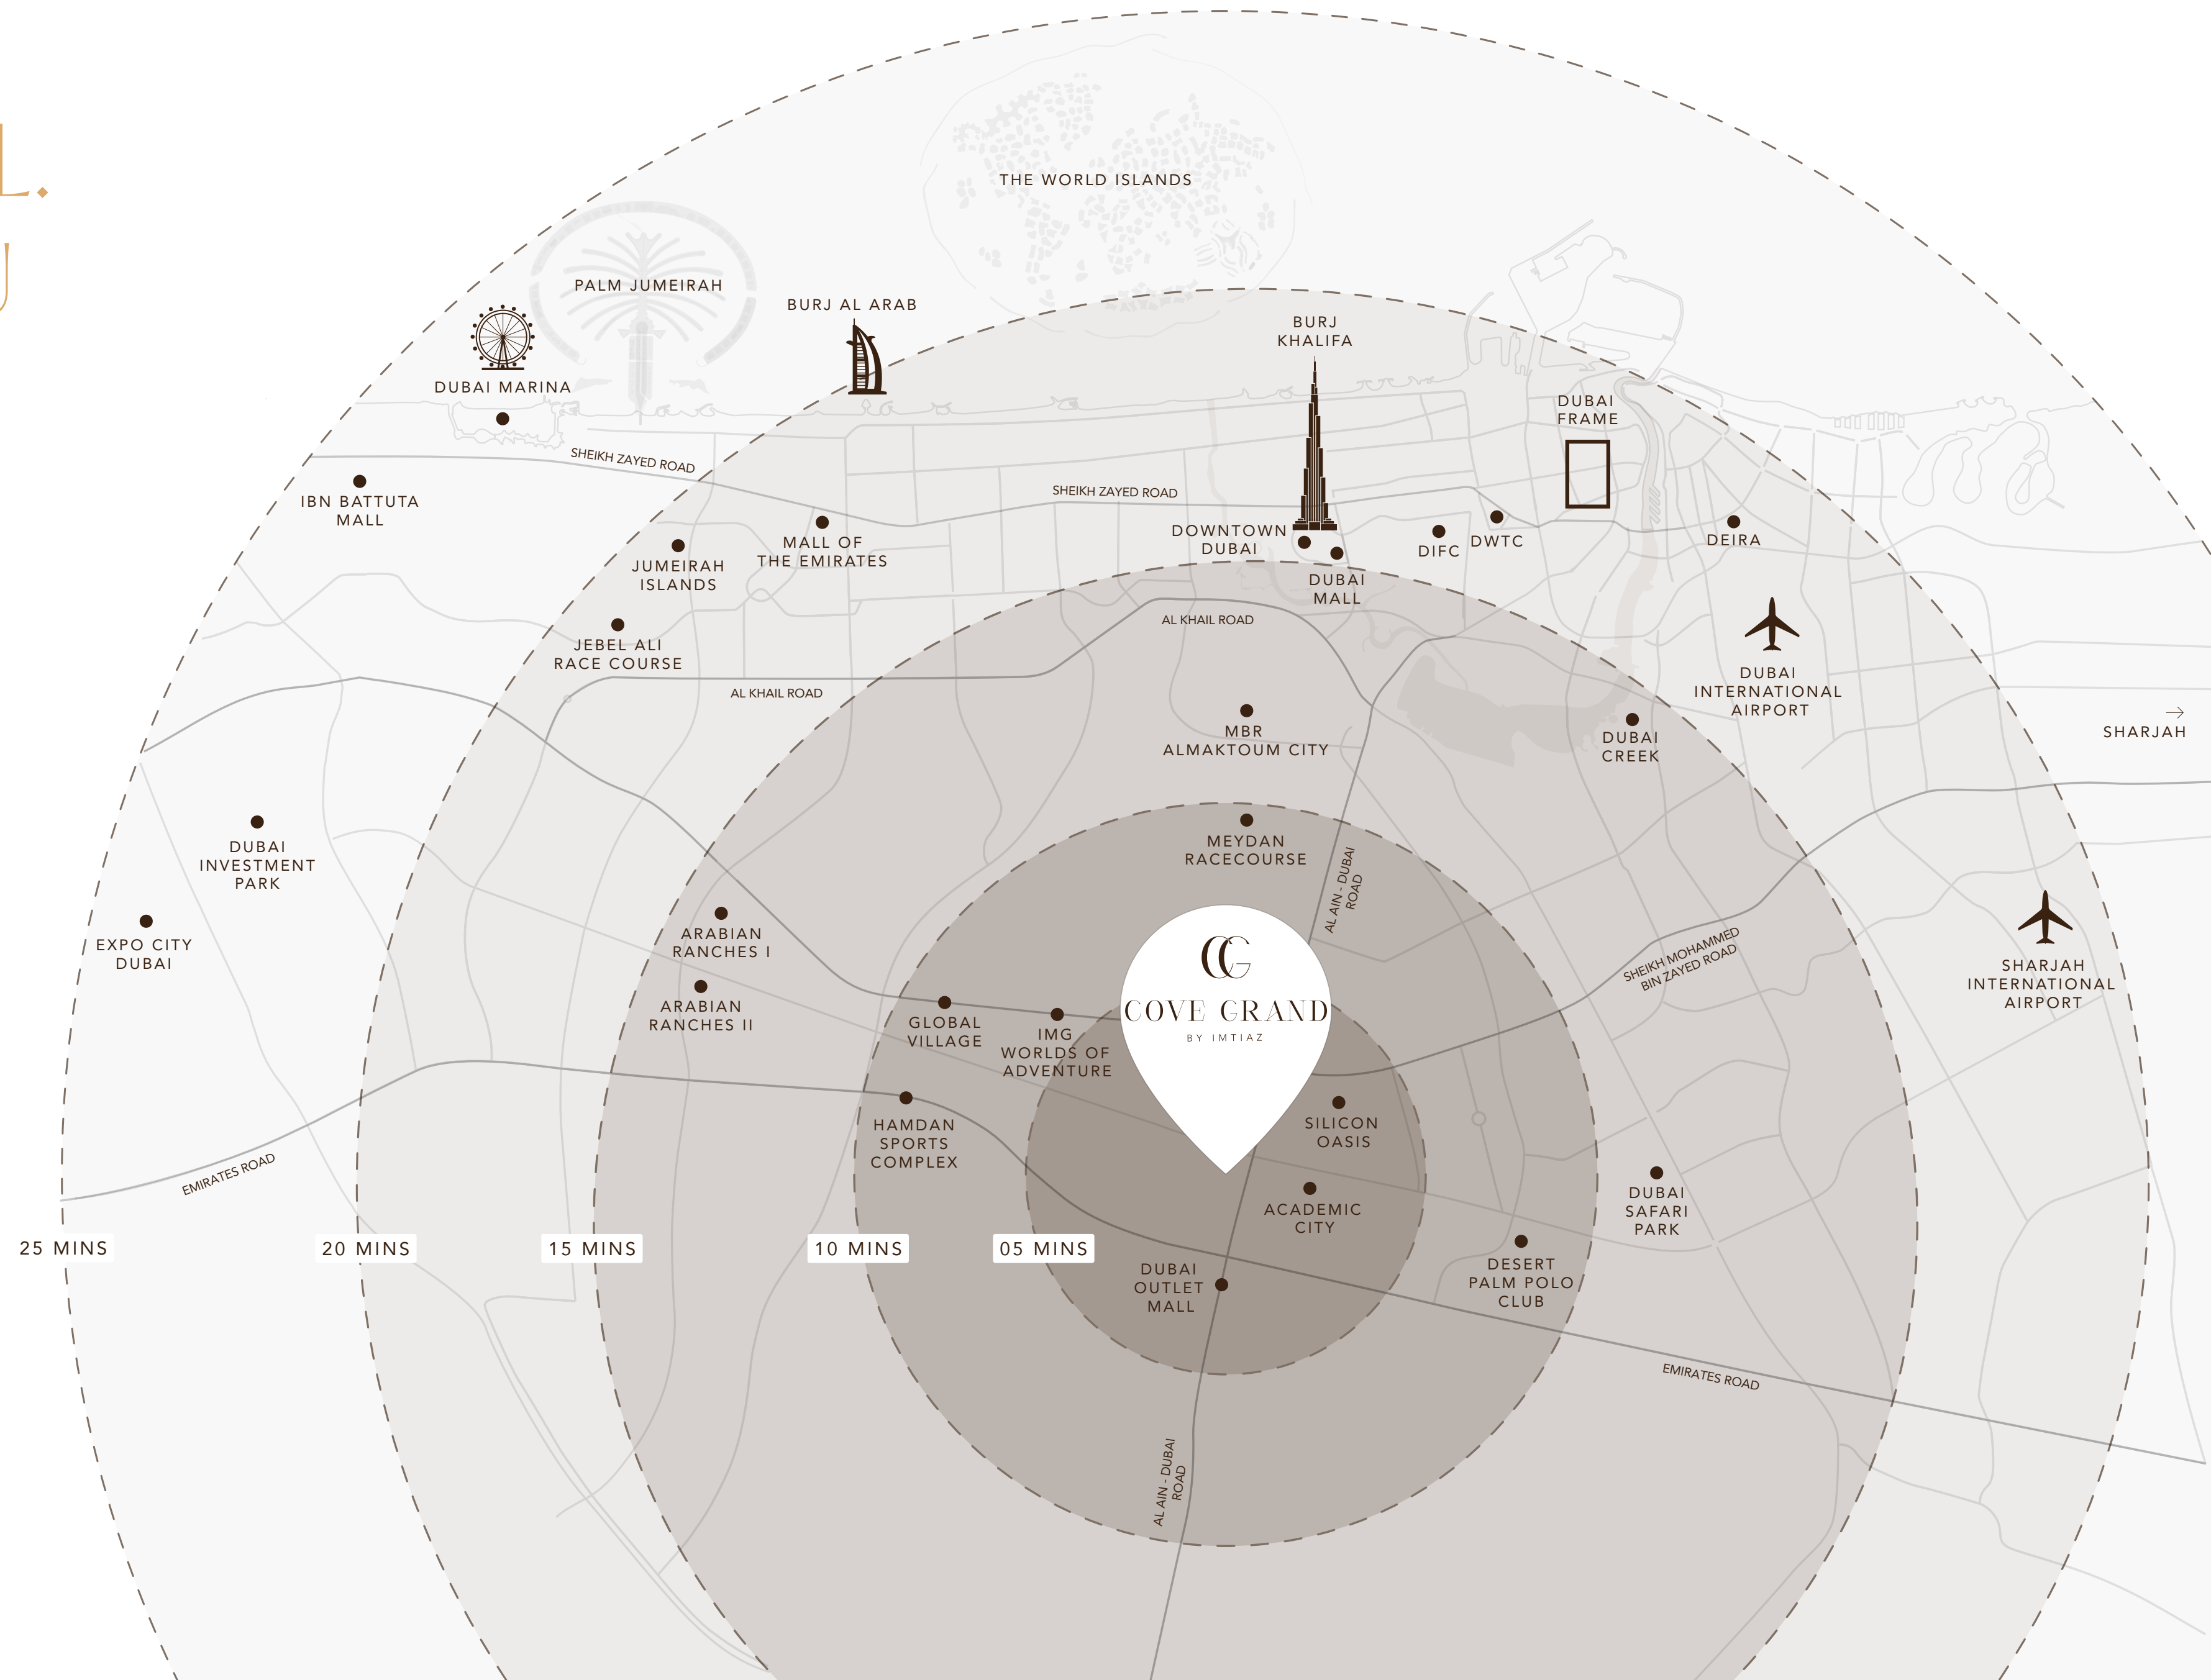 L.
THE WORLD ISLANDS
PALM JUMEIRAH
BURJ AL ARAB
BURJ
KHALIFA
DUBAI MARINA
DUBAI
FRAME
SHEIKH ZAYED ROAD
SHEIKH ZAYED ROAD
IBN BATTUTA
MALL
MALL OF
THE EMIRATES
JUMEIRAH
ISLANDS
DOWNTOWN
DUBAI
DIFC
DWTC
DEIRA
DUBAI
MALL
AL KHAIL ROAD
JEBEL ALI
RACE COURSE
AL KHAIL ROAD
DUBAI
INTERNATIONAL
AIRPORT
→
SHARJAH
MBR
ALMAKTOUM CITY
DUBAI
CREEK
MEYDAN
RACECOURSE
DUBAI
INVESTMENT
PARK
AL AIN - DUBAI
ROAD
EXPO CITY
DUBAI
ARABIAN
RANCHES I
SHEIKH MOHAMMED
BIN ZAYED ROAD
SHARJAH
INTERNATIONAL
AIRPORT
ARABIAN
RANCHES II
CG
COVE GRAND
BY IMTIAZ
GLOBAL
VILLAGE
IMG
WORLDS OF
ADVENTURE
HAMDAN
SPORTS
COMPLEX
SILICON
OASIS
EMIRATES ROAD
ACADEMIC
CITY
DUBAI
SAFARI
PARK
25 MINS
20 MINS
15 MINS
10 MINS
05 MINS
DUBAI
OUTLET
MALL
DESERT
PALM POLO
CLUB
EMIRATES ROAD
AL AIN - DUBAI
ROAD